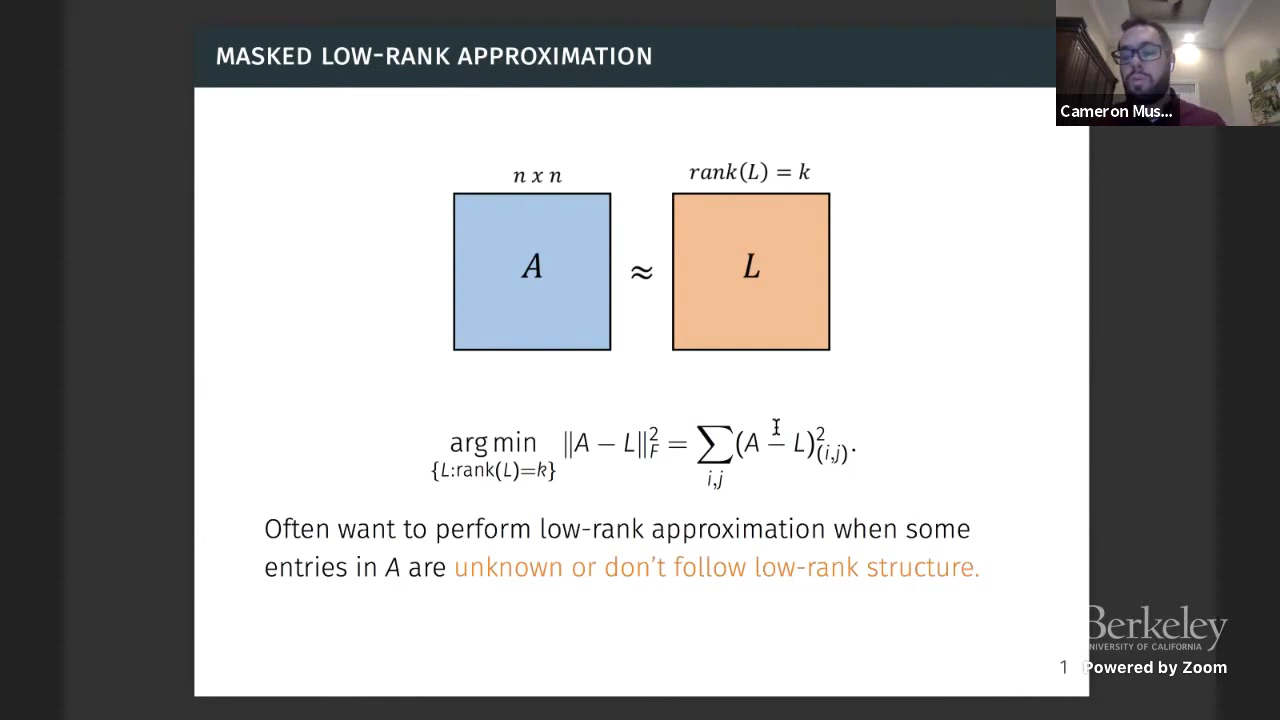 MASKED LOW-RANK APPROXIMATION
Cameron Mus...
n x n
rank(L) = k
A
≈
L
arg min ‖A − L‖²_F = ∑ (A − L)²_(i,j).
{L:rank(L)=k}
i,j
Often want to perform low-rank approximation when some
entries in A are unknown or don't follow low-rank structure.
Berkeley
UNIVERSITY OF CALIFORNIA
1
Powered by Zoom